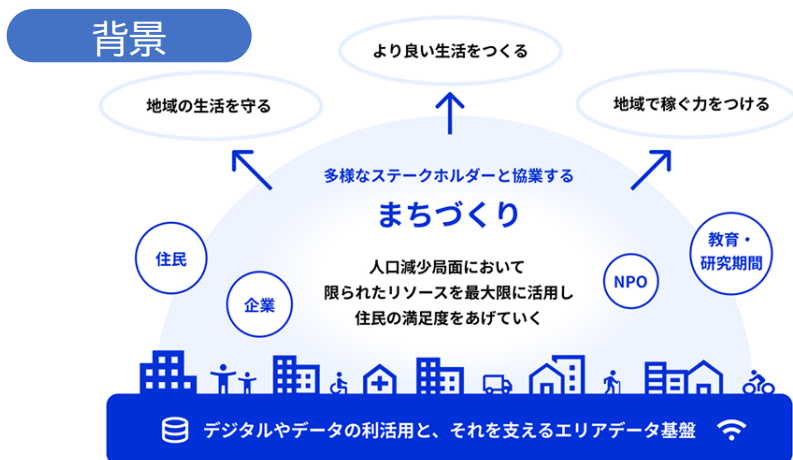 背景
より良い生活をつくる
地域の生活を守る
地域で稼ぐ力をつける
多様なステークホルダーと協業する
まちづくり
住民
企業
人口減少局面において
限られたリソースを最大限に活用し
住民の満足度をあげていく
NPO
教育・
研究期間
デジタルやデータの利活用と、それを支えるエリアデータ基盤